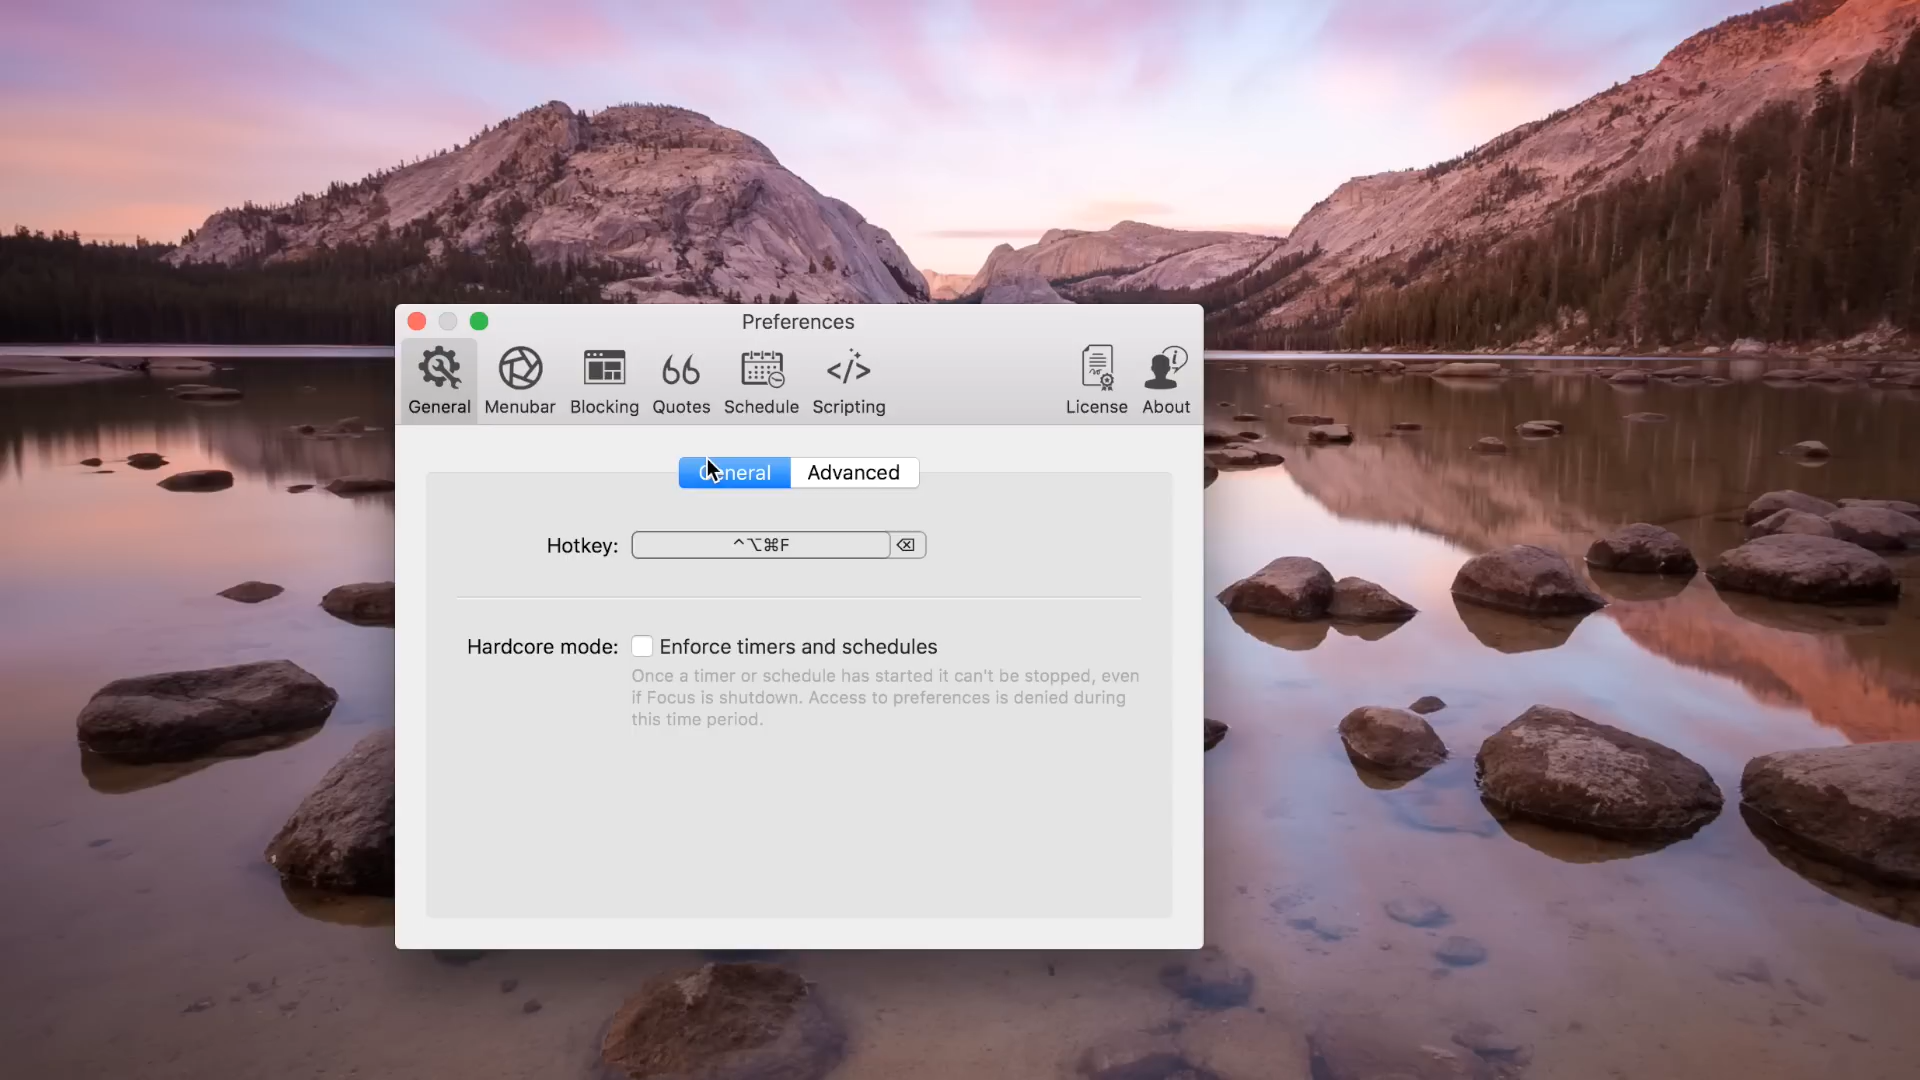 Preferences
General Menubar Blocking Quotes Schedule Scripting License About
General Advanced
Hotkey: ^⌥⌘F
Hardcore mode: Enforce timers and schedules
Once a timer or schedule has started it can't be stopped, even
if Focus is shutdown. Access to preferences is denied during
this time period.